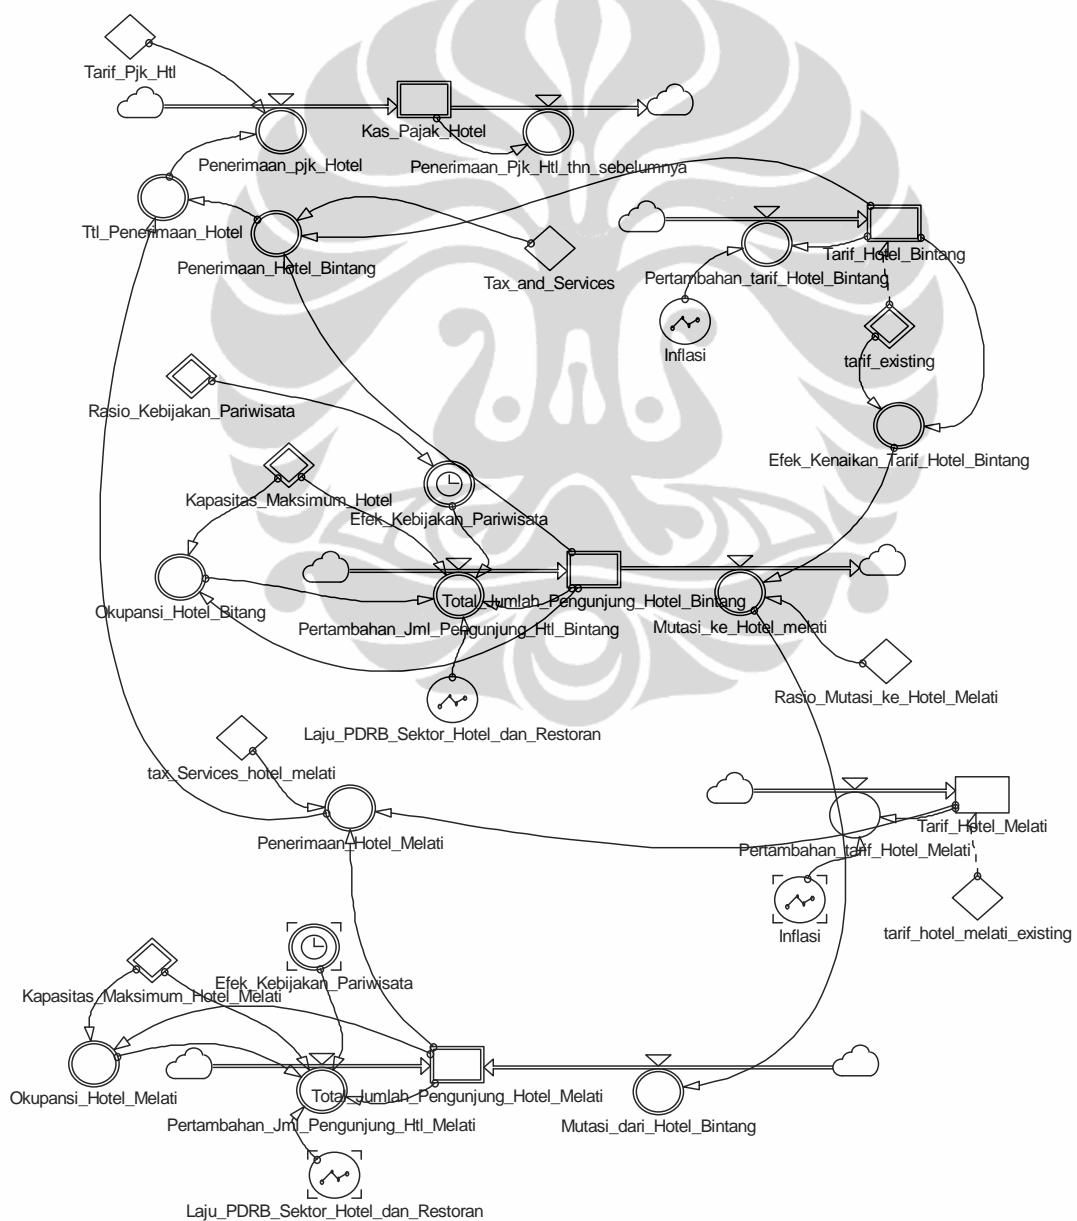 Tarif_Pjk_Htl
Kas_Pajak_Hotel
Penerimaan_pjk_Hotel
Penerimaan_Pjk_Htl_thn_sebelumnya
Ttl_Penerimaan_Hotel
Penerimaan_Hotel_Bintang
Tax_and_Services
Tarif_Hotel_Bintang
Pertambahan_tarif_Hotel_Bintang
Inflasi
tarif_existing
Rasio_Kebijakan_Pariwisata
Efek_Kenaikan_Tarif_Hotel_Bintang
Kapasitas_Maksimum_Hotel
Efek_Kebijakan_Pariwisata
Okupansi_Hotel_Bitang
Total_Jumlah_Pengunjung_Hotel_Bintang
Pertambahan_Jml_Pengunjung_Htl_Bintang
Mutasi_ke_Hotel_melati
Rasio_Mutasi_ke_Hotel_Melati
Laju_PDRB_Sektor_Hotel_dan_Restoran
tax_Services_hotel_melati
Penerimaan_Hotel_Melati
Tarif_Hotel_Melati
Pertambahan_tarif_Hotel_Melati
Inflasi
tarif_hotel_melati_existing
Efek_Kebijakan_Pariwisata
Kapasitas_Maksimum_Hotel_Melati
Okupansi_Hotel_Melati
Total_Jumlah_Pengunjung_Hotel_Melati
Pertambahan_Jml_Pengunjung_Htl_Melati
Mutasi_dari_Hotel_Bintang
Laju_PDRB_Sektor_Hotel_dan_Restoran